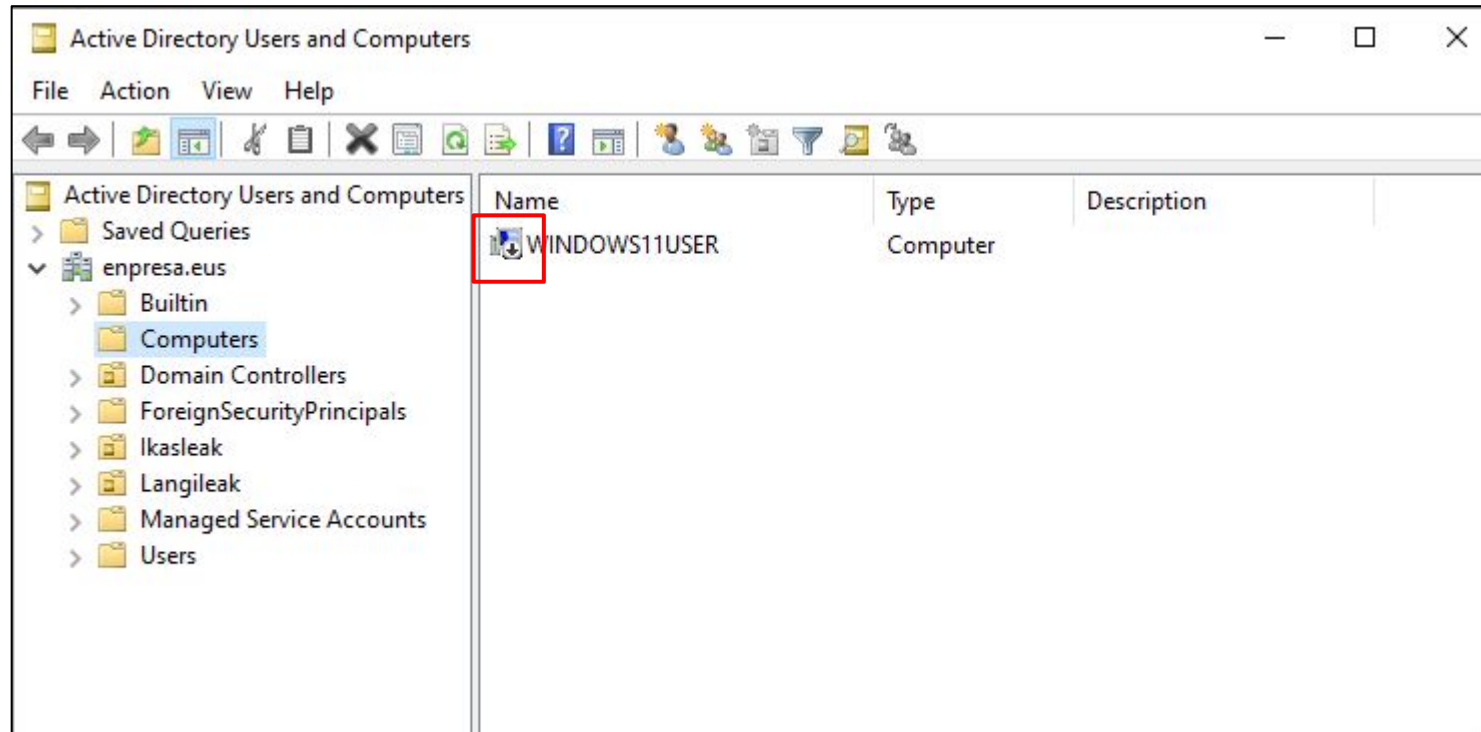 Active Directory Users and Computers
File Action View Help
Active Directory Users and Computers
Saved Queries
enpresa.eus
Builtin
Computers
Domain Controllers
ForeignSecurityPrincipals
Ikasleak
Langileak
Managed Service Accounts
Users
Name Type Description
WINDOWS11USER Computer